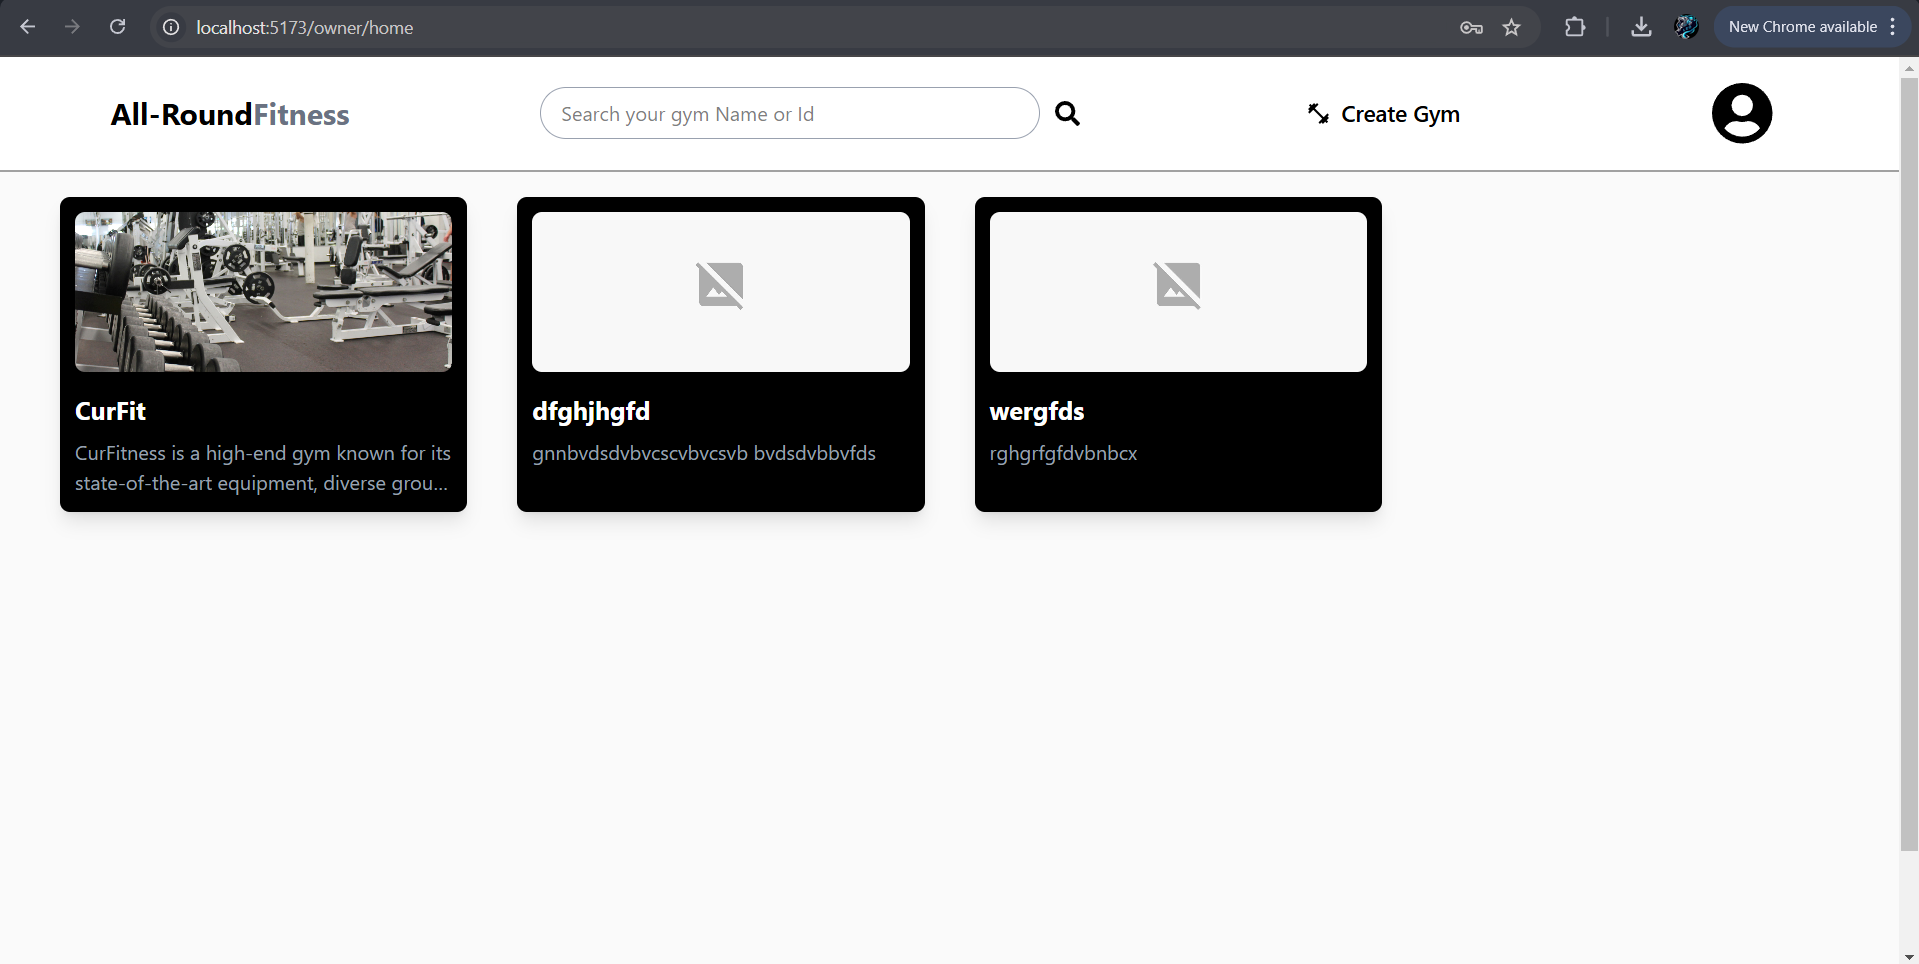 localhost:5173/owner/home
New Chrome available
All-RoundFitness
Search your gym Name or Id
Create Gym
CurFit
CurFitness is a high-end gym known for its
state-of-the-art equipment, diverse grou...
dfghjhgfd
gnnbvdsdvbvcscvbvcsvb bvdsdvbbvfds
wergfds
rghgrfgfdvbnbcx